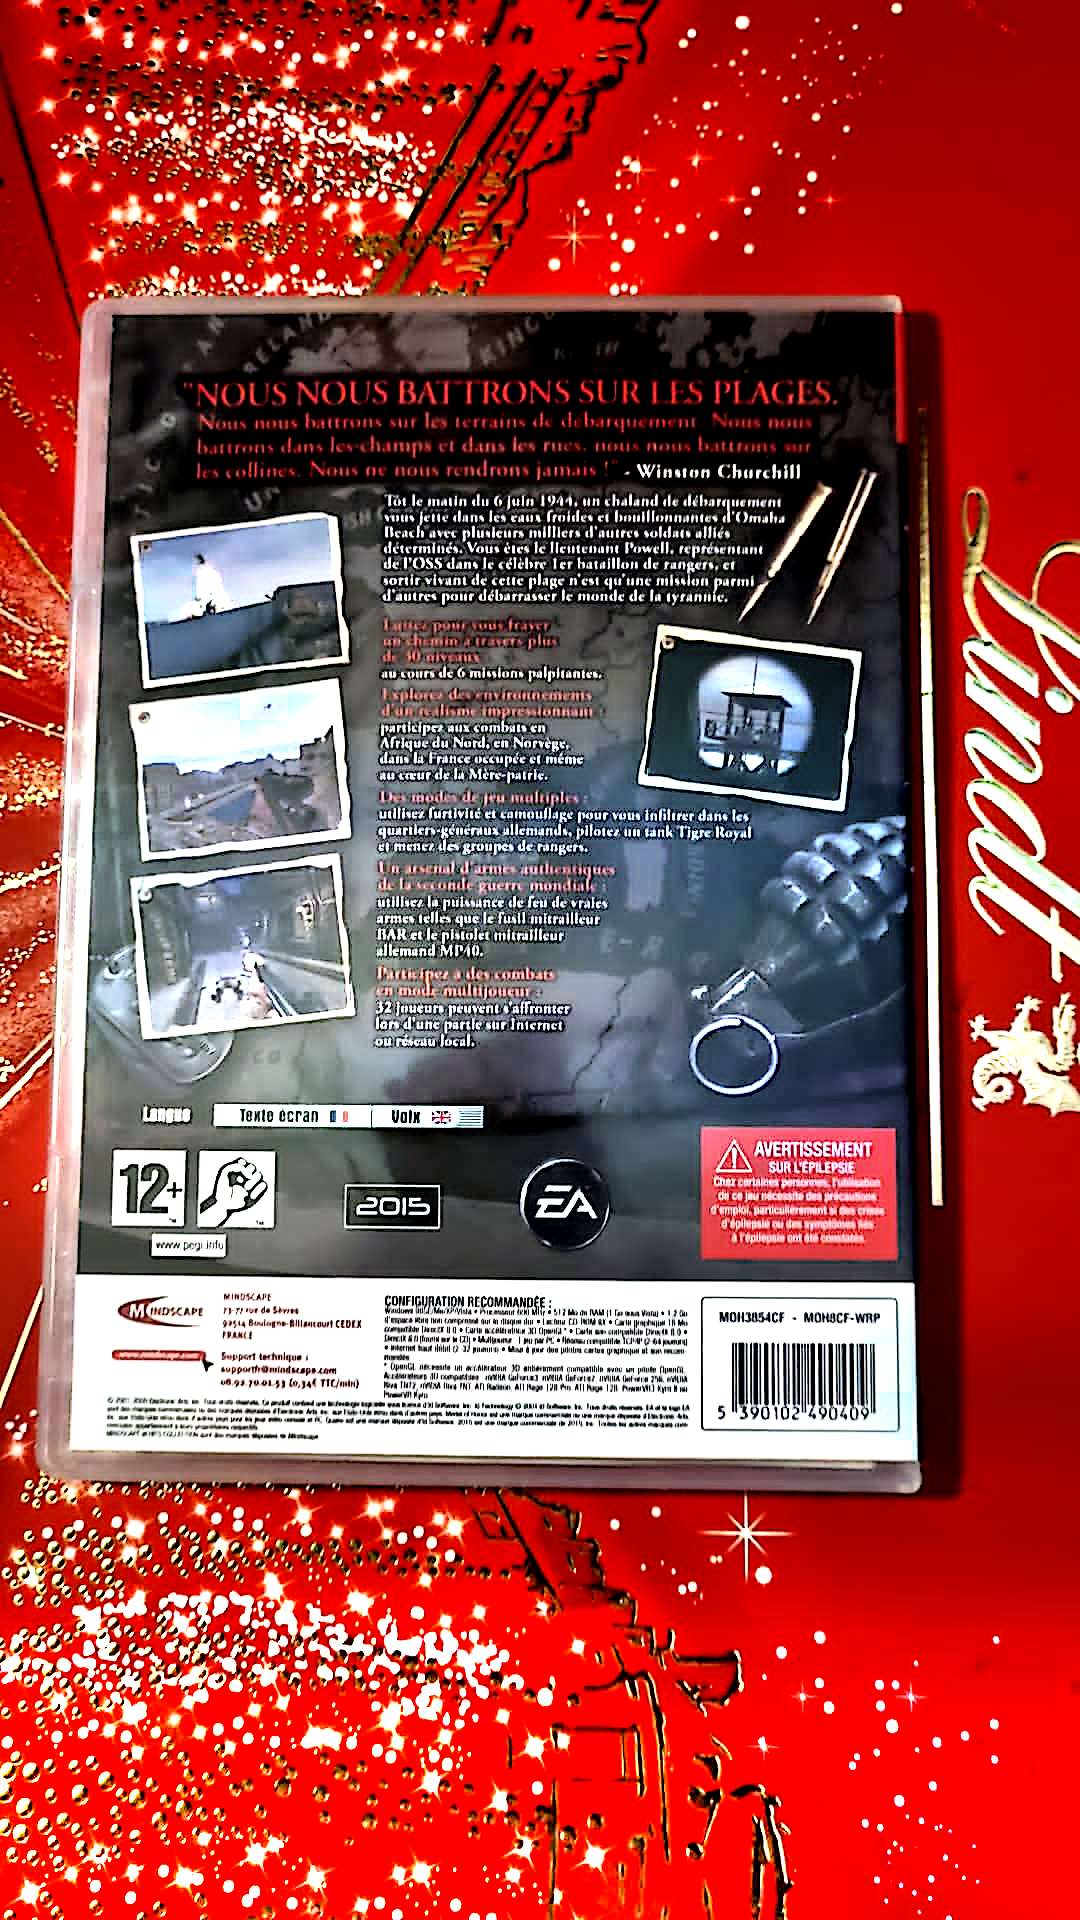 "NOUS NOUS BATTRONS SUR LES PLAGES.
Nous nous battrons sur les terrains de débarquement. Nous nous
battrons dans les champs et dans les rues, nous nous battrons sur
les collines. Nous ne nous rendrons jamais !" - Winston Churchill
Tôt le matin du 6 juin 1944, un chaland de débarquement
vous jette dans les eaux froides et bouillonnantes d'Omaha
Beach avec plusieurs milliers d'autres soldats alliés
déterminés. Vous êtes le lieutenant Powell, représentant
de l'OSS dans le célèbre 1er bataillon de rangers, et
sortir vivant de cette plage n'est qu'une mission parmi
d'autres pour débarrasser le monde de la tyrannie.
Luttez pour vous frayer
un chemin à travers plus
de 30 niveaux
au cours de 6 missions palpitantes.
Explorez des environnements
d'un réalisme impressionnant :
participez aux combats en
Afrique du Nord, en Norvège,
dans la France occupée et même
au cœur de la Mère-patrie.
Des modes de jeu multiples :
utilisez furtivité et camouflage pour vous infiltrer dans les
quartiers-généraux allemands, pilotez un tank Tigre Royal
et menez des groupes de rangers.
Un arsenal d'armes authentiques
de la seconde guerre mondiale :
utilisez la puissance de feu de vraies
armes telles que le fusil mitrailleur
BAR et le pistolet mitrailleur
allemand MP40.
Participez à des combats
en mode multijoueur :
32 joueurs peuvent s'affronter
lors d'une partie sur Internet
ou réseau local.
Langue Texte écran Voix
12+
www.pegi.info
2015
EA
AVERTISSEMENT
SUR L'ÉPILEPSIE
Chez certaines personnes, l'utilisation
de ce jeu nécessite des précautions
d'emploi, particulièrement si des crises
d'épilepsie ou des symptômes liés
à l'épilepsie ont été constatés.
MINDSCAPE
MINDSCAPE
73-77 rue de Sèvres
92514 Boulogne-Billancourt CEDEX
FRANCE
www.mindscape.com
Support technique :
supportfr@mindscape.com
08.92.70.01.53 (0,34€ TTC/min)
CONFIGURATION RECOMMANDÉE :
MOH3854CF - MOH8CF-WRP
5 390102 490409
Lindt